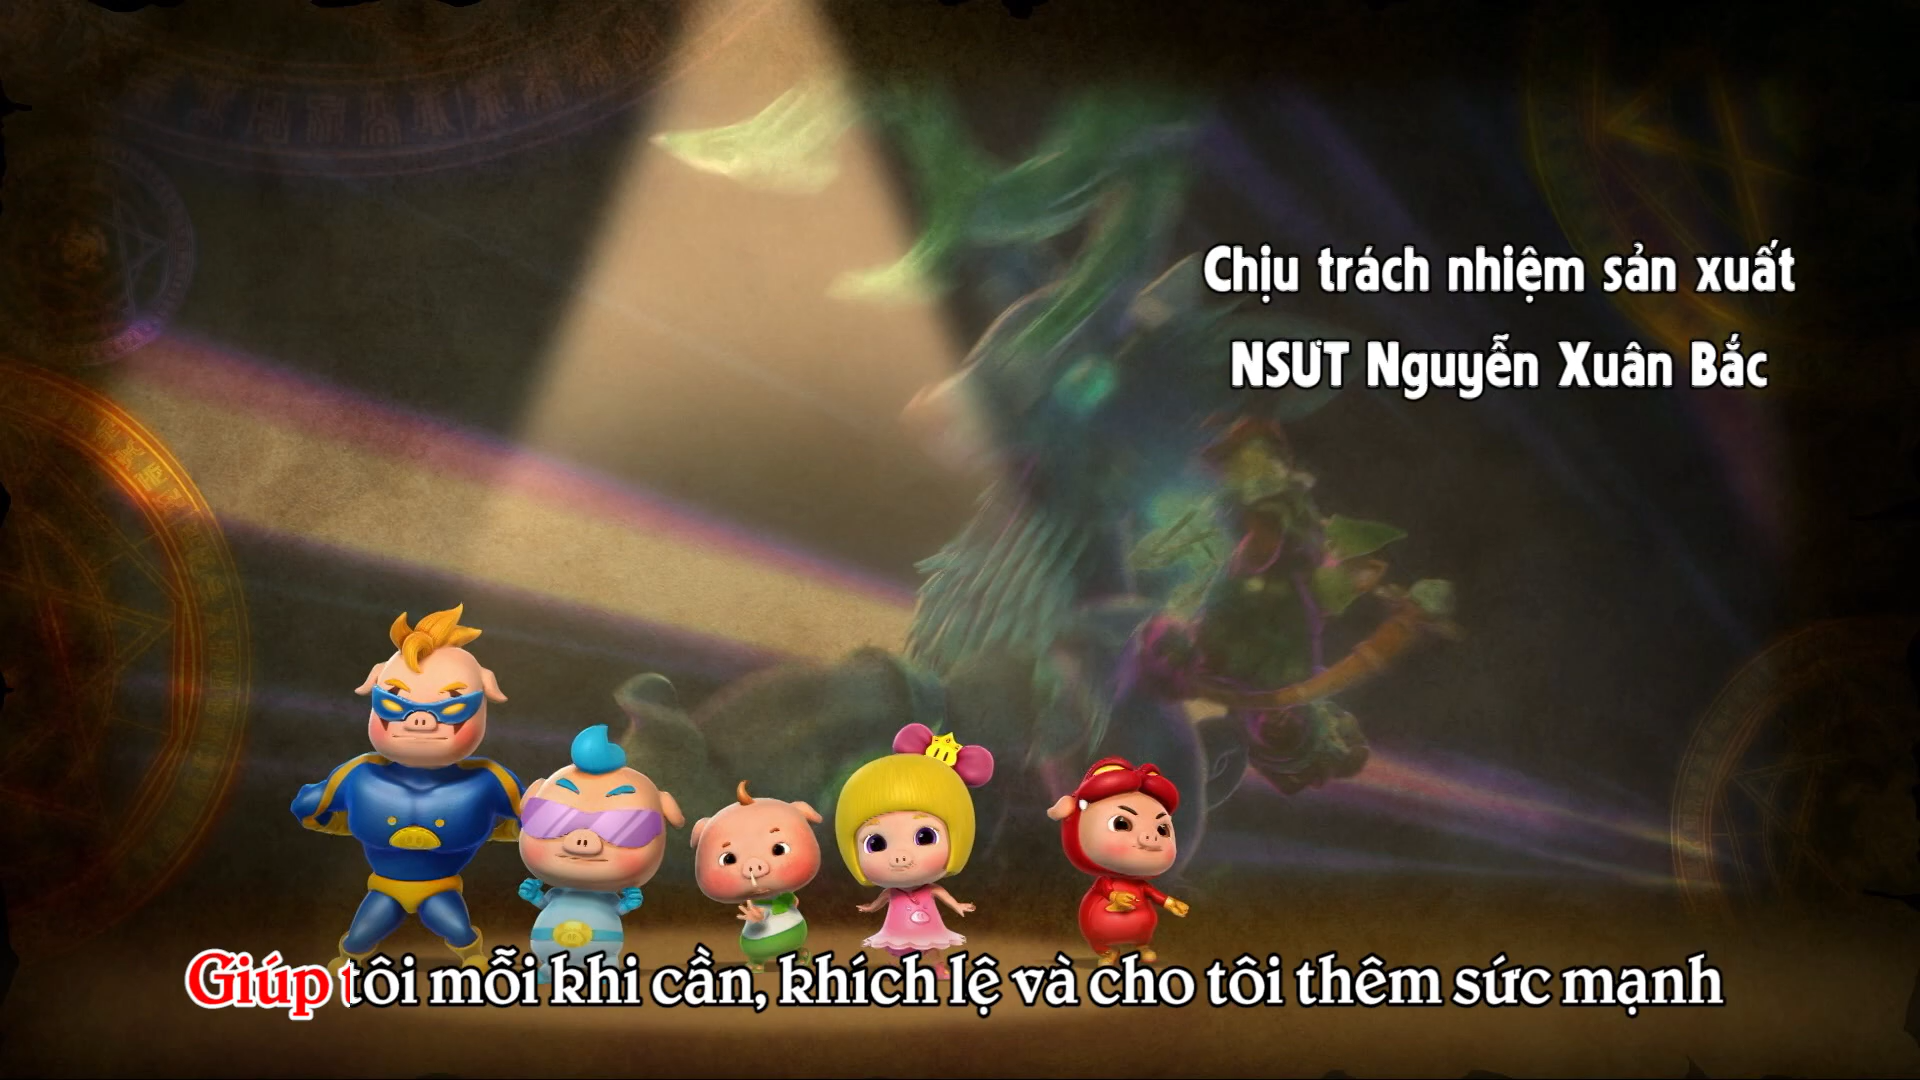 Chịu trách nhiệm sản xuất
NSƯT Nguyễn Xuân Bắc
Giúp tôi mỗi khi cần, khích lệ và cho tôi thêm sức mạnh